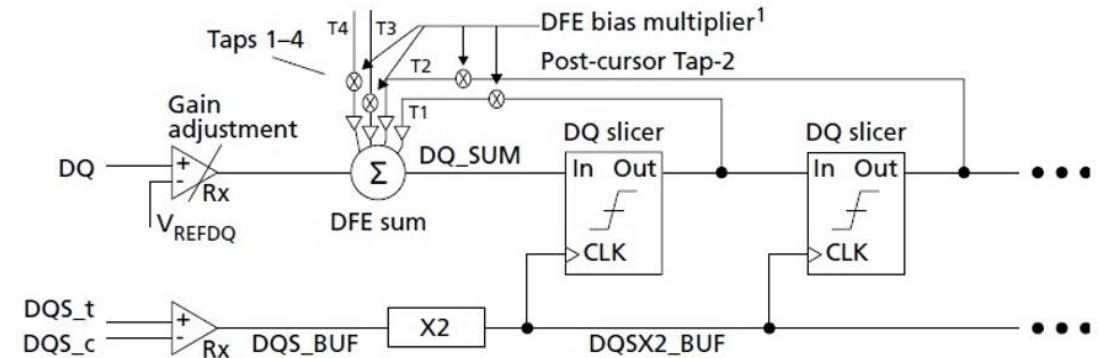 DFE bias multiplier1
T4
T3
Taps 1–4
T2
Post-cursor Tap-2
T1
Gain
adjustment
DQ
+
-
Rx
VREFDQ
Σ
DFE sum
DQ_SUM
DQ slicer
In Out
CLK
DQ slicer
In Out
CLK
DQS_t
DQS_c
+
-
Rx
DQS_BUF
X2
DQSX2_BUF